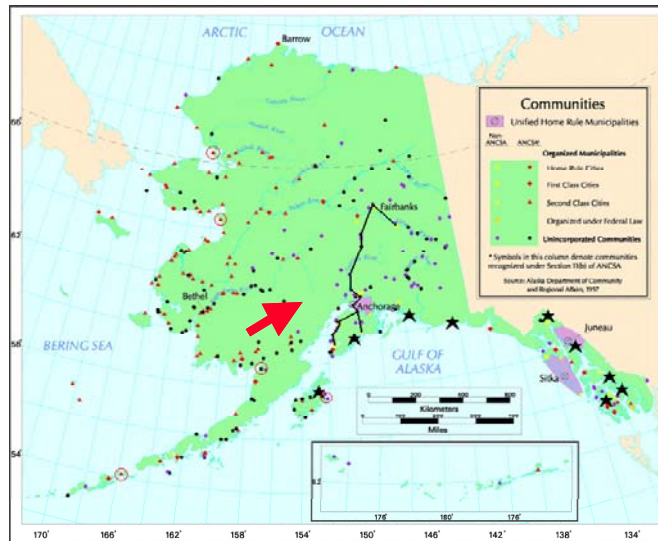 ARCTIC OCEAN
Barrow
66˚
Fairbanks
63˚
Bethel
Anchorage
58˚
BERING SEA
GULF OF
ALASKA
Juneau
Sitka
54˚
Communities
Unified Home Rule Municipalities
Non
ANCSA
ANCSA*
Organized Municipalities
Home Rule Cities
First Class Cities
Second Class Cities
Organized under Federal Law
Unincorporated Communities
* Symbols in this column denote communities
recognized under Section 11(b) of ANCSA
Source: Alaska Department of Community
and Regional Affairs, 1997
Kilometers
Miles
176˚ 180˚ 176˚
170˚ 166˚ 162˚ 158˚ 154˚ 150˚ 146˚ 142˚ 138˚ 134˚